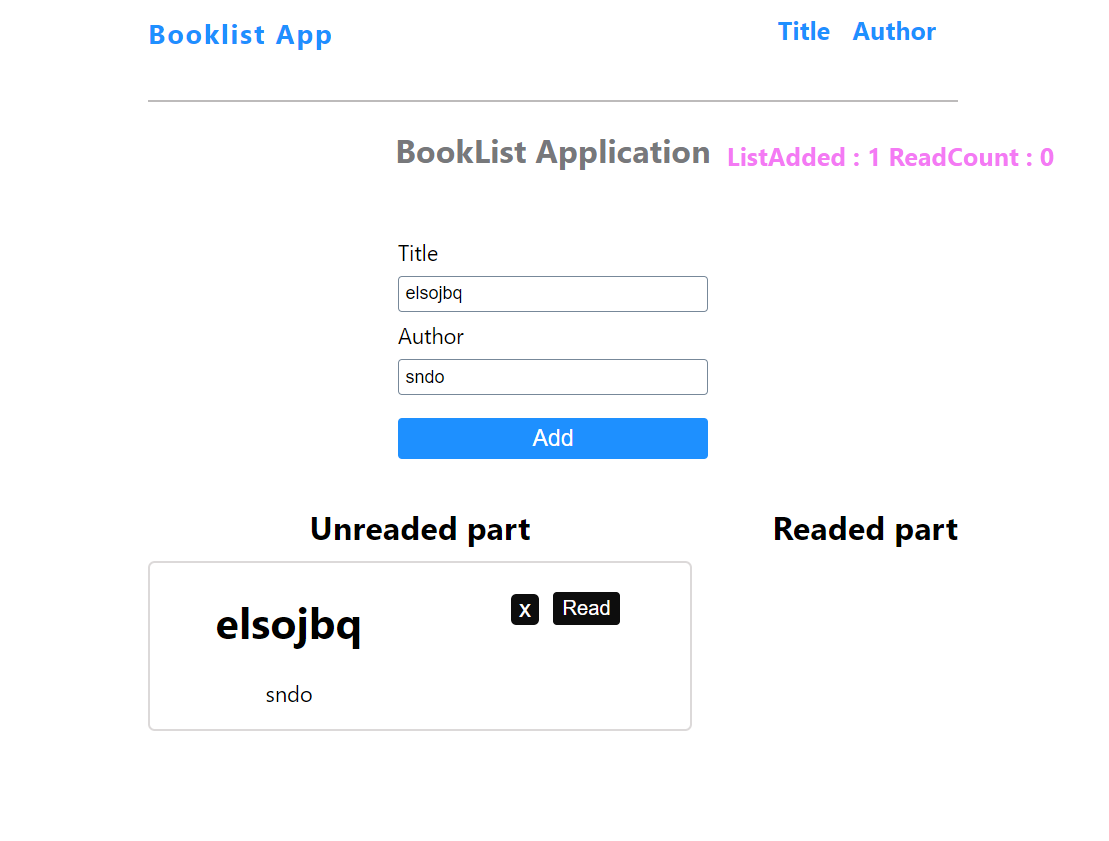 Booklist App Title Author
BookList Application ListAdded : 1 ReadCount : 0
Title
elsojbq
Author
sndo
Add
Unreaded part Readed part
elsojbq x Read
sndo